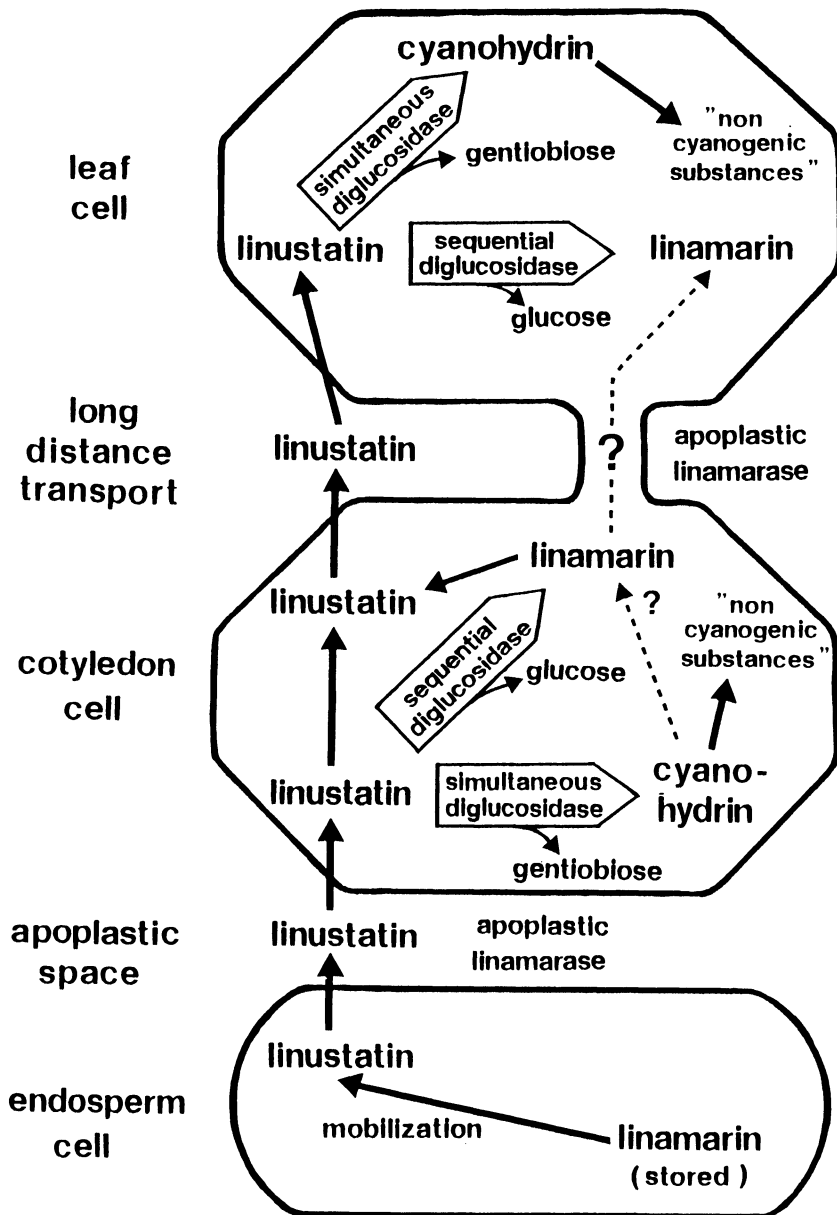 cyanohydrin
"non
cyanogenic
substances"
simultaneous
diglucosidase
gentiobiose
leaf
cell
linustatin
sequential
diglucosidase
linamarin
glucose
long
distance
transport
linustatin
?
apoplastic
linamarase
linamarin
linustatin
?
"non
cyanogenic
substances"
sequential
diglucosidase
glucose
cotyledon
cell
linustatin
simultaneous
diglucosidase
cyano-
hydrin
gentiobiose
apoplastic
space
linustatin
apoplastic
linamarase
linustatin
endosperm
cell
mobilization
linamarin
(stored)